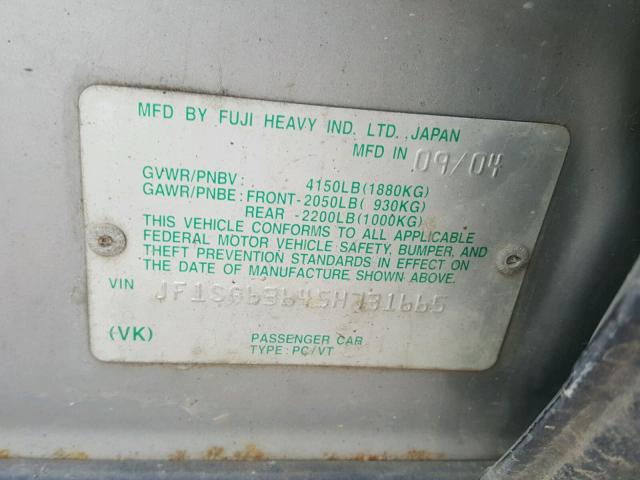 MFD BY FUJI HEAVY IND. LTD., JAPAN
MFD IN 09/04
GVWR/PNBV : 4150LB(1880KG)
GAWR/PNBE : FRONT-2050LB( 930KG)
REAR -2200LB(1000KG)
THIS VEHICLE CONFORMS TO ALL APPLICABLE
FEDERAL MOTOR VEHICLE SAFETY, BUMPER, AND
THEFT PREVENTION STANDARDS IN EFFECT ON
THE DATE OF MANUFACTURE SHOWN ABOVE.
VIN JF1SG63645H731665
(VK) PASSENGER CAR
TYPE : PC/VT